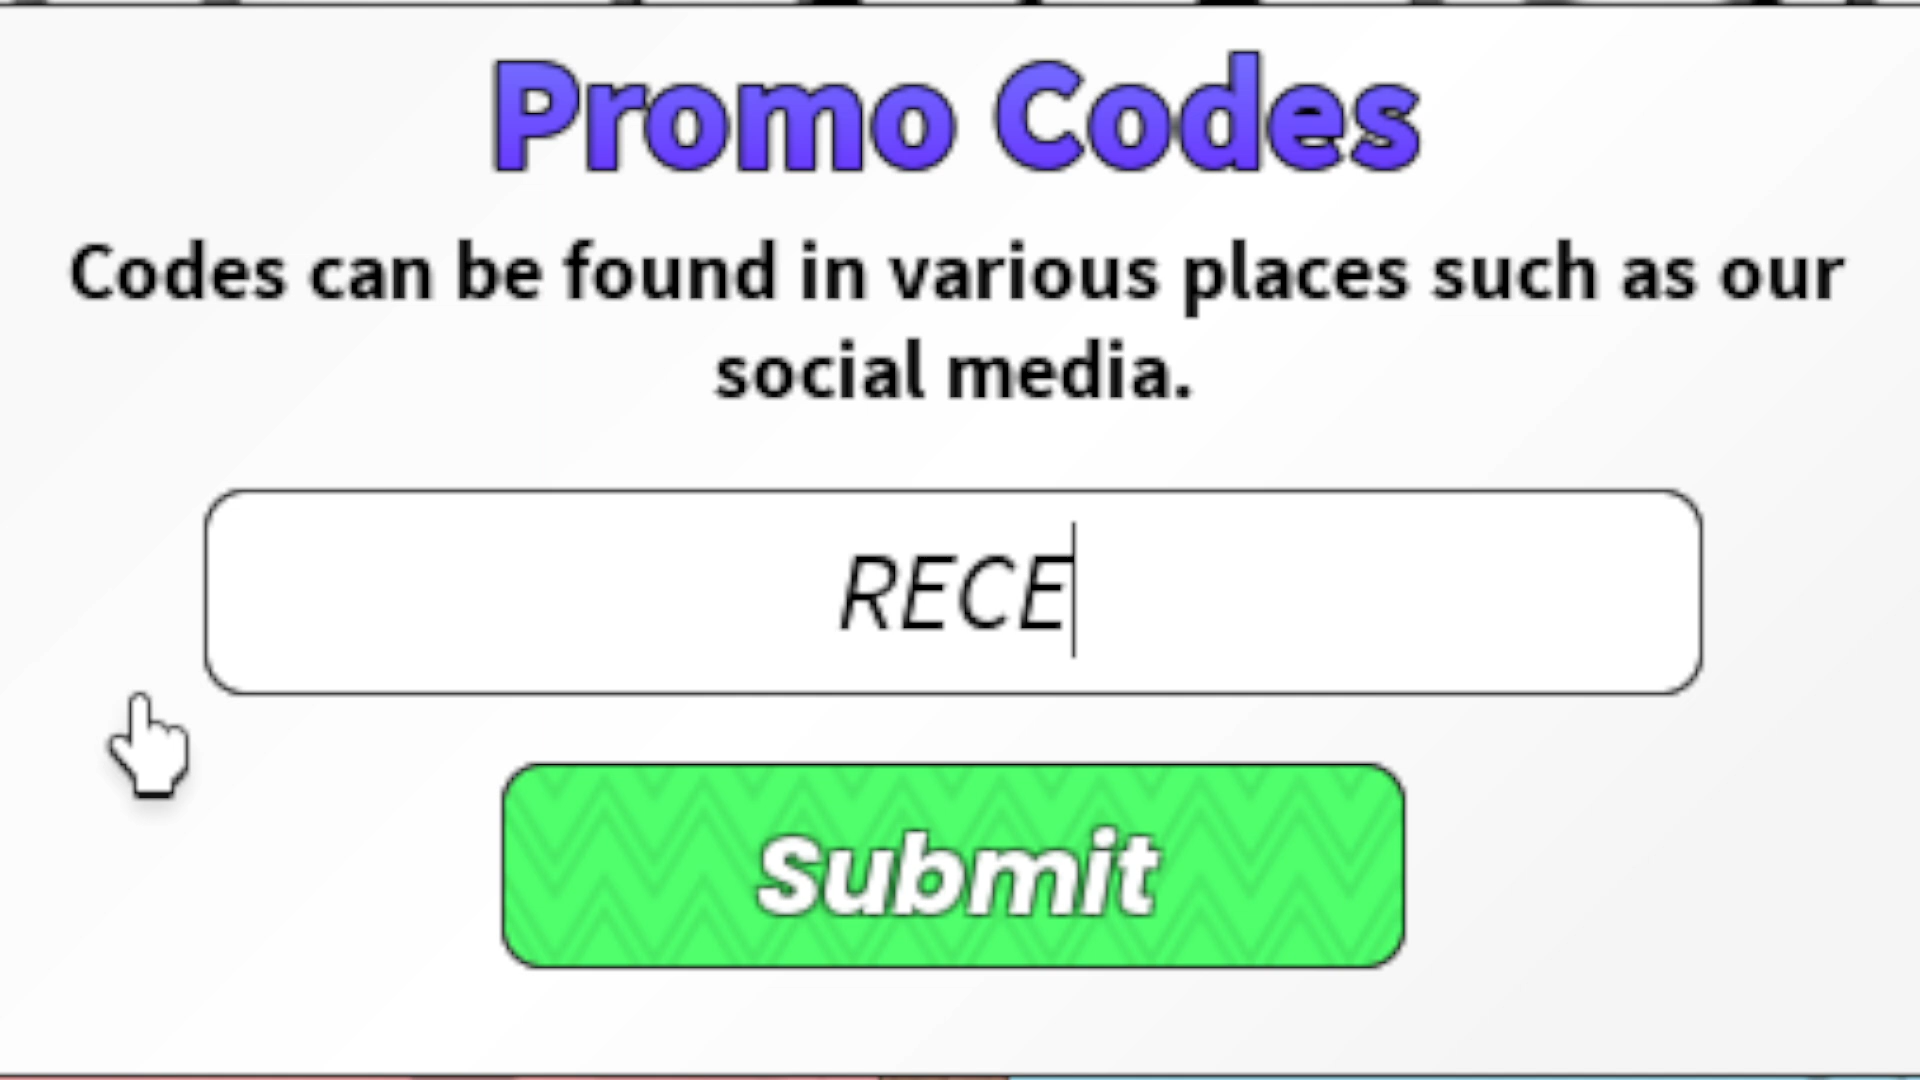 Promo Codes
Codes can be found in various places such as our
social media.
RECE
Submit